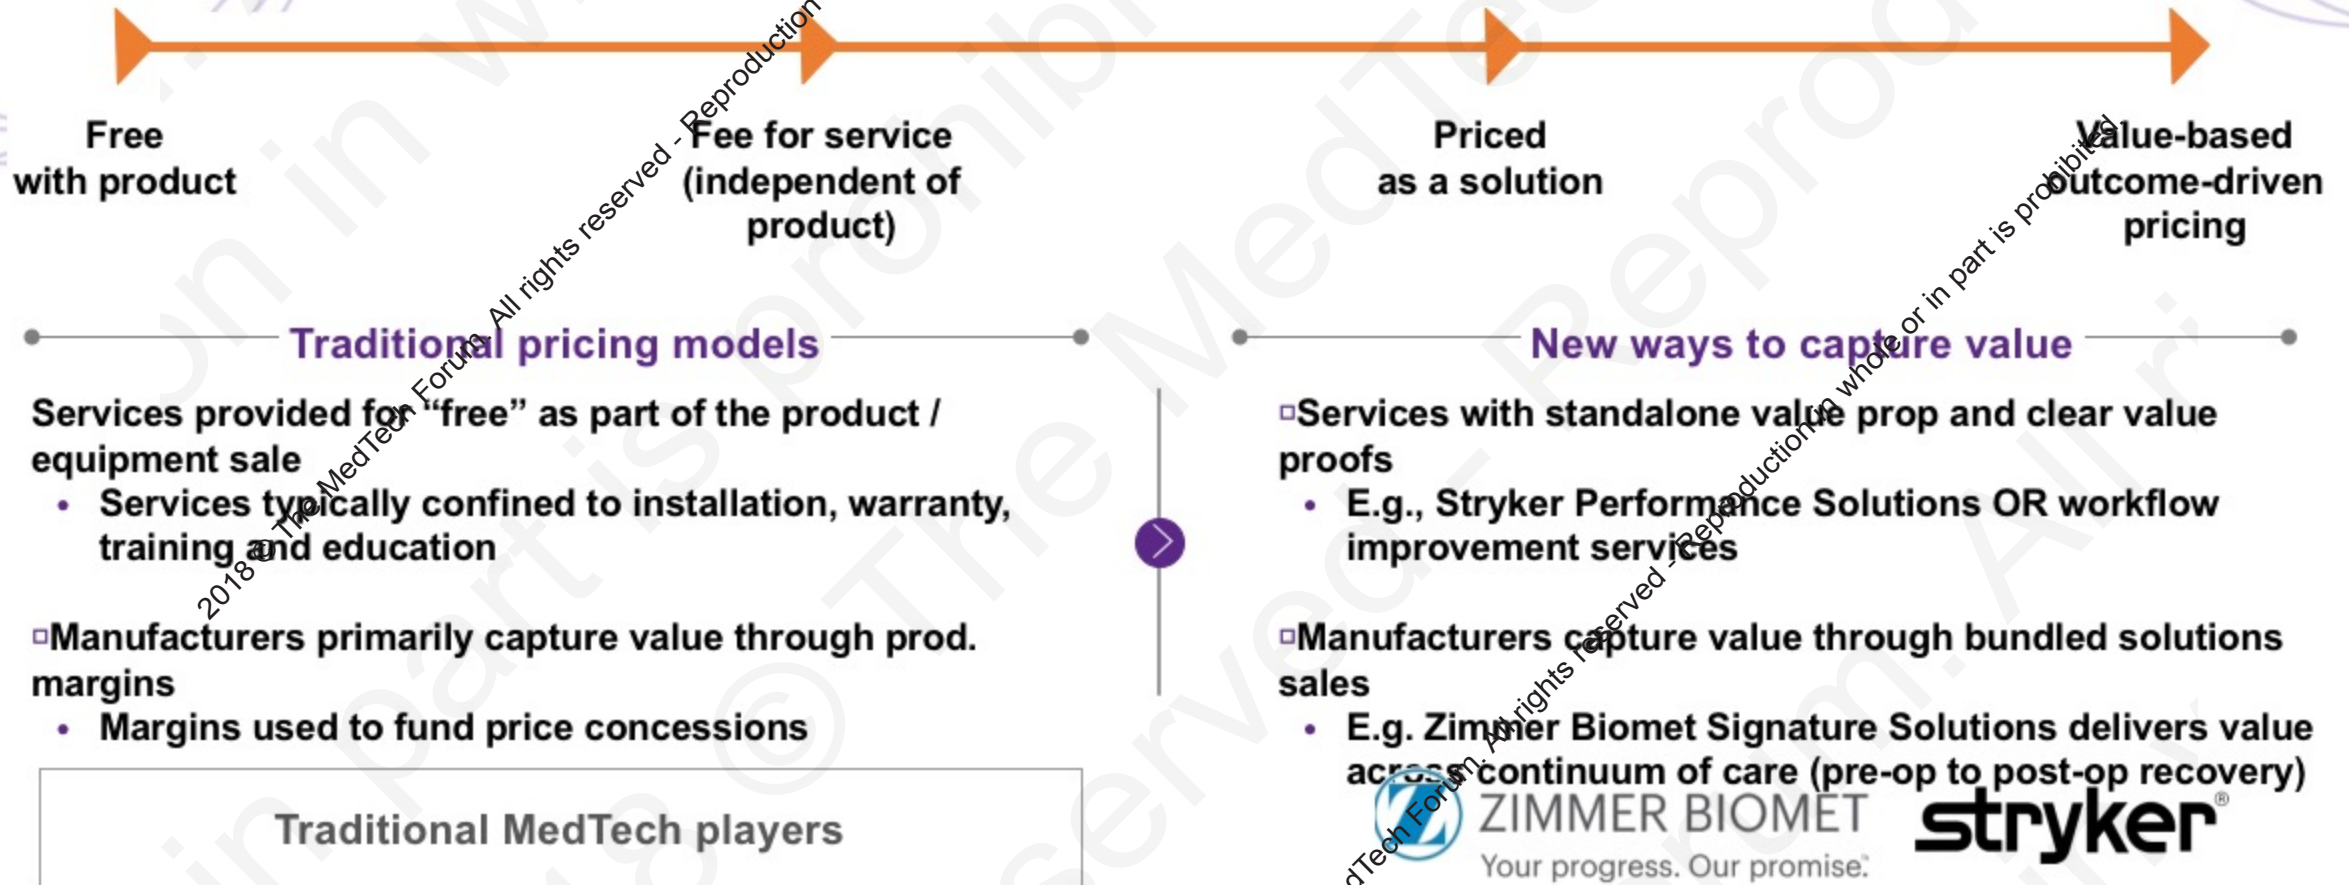 Free
with product
Fee for service
(independent of
product)
Priced
as a solution
Value-based
outcome-driven
pricing
Traditional pricing models
Services provided for “free” as part of the product /
equipment sale
• Services typically confined to installation, warranty,
training and education
▫Manufacturers primarily capture value through prod.
margins
• Margins used to fund price concessions
Traditional MedTech players
New ways to capture value
▫Services with standalone value prop and clear value
proofs
• E.g., Stryker Performance Solutions OR workflow
improvement services
▫Manufacturers capture value through bundled solutions
sales
• E.g. Zimmer Biomet Signature Solutions delivers value
across continuum of care (pre-op to post-op recovery)
ZIMMER BIOMET
Your progress. Our promise.
stryker®
2018 © The MedTech Forum. All rights reserved - Reproduction
dTech Forum. All rights reserved - Reproduction in whole or in part is prohibited.